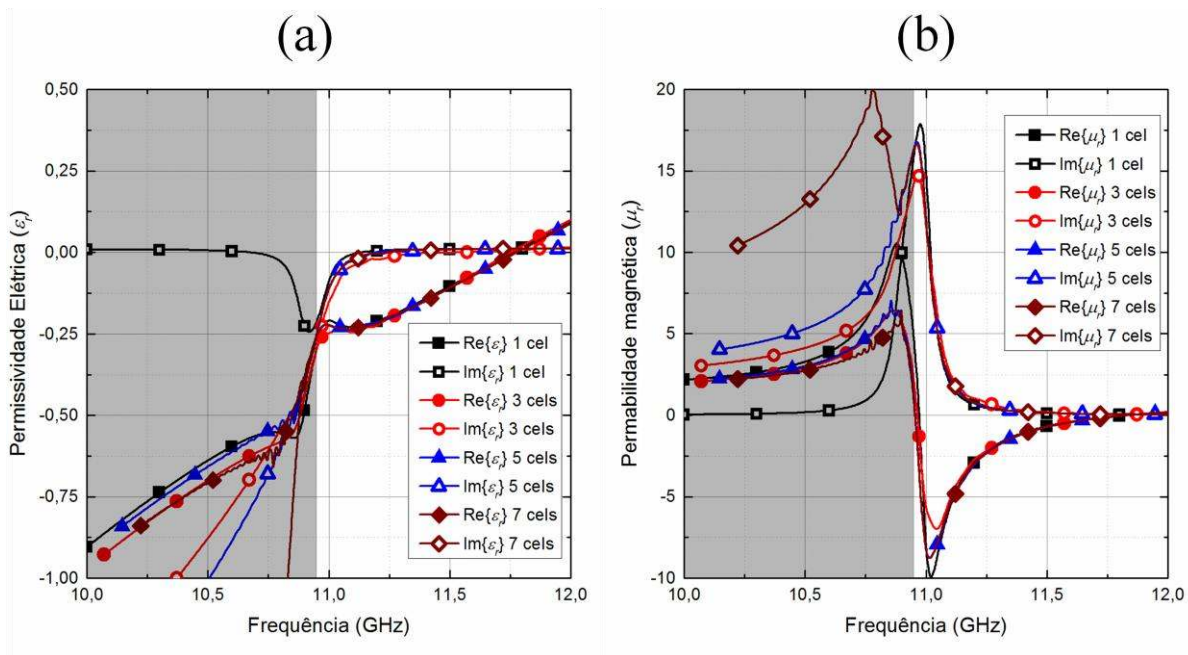 (a)
0,50
0,25
0,00
-0,25
-0,50
-0,75
-1,00
Permissividade Elétrica (εr)
Re{εr} 1 cel
Im{εr} 1 cel
Re{εr} 3 cels
Im{εr} 3 cels
Re{εr} 5 cels
Im{εr} 5 cels
Re{εr} 7 cels
Im{εr} 7 cels
10,0 10,5 11,0 11,5 12,0
Frequência (GHz)
(b)
20
15
10
5
0
-5
-10
Permabilidade magnética (μr)
Re{μr} 1 cel
Im{μr} 1 cel
Re{μr} 3 cels
Im{μr} 3 cels
Re{μr} 5 cels
Im{μr} 5 cels
Re{μr} 7 cels
Im{μr} 7 cels
10,0 10,5 11,0 11,5 12,0
Frequência (GHz)